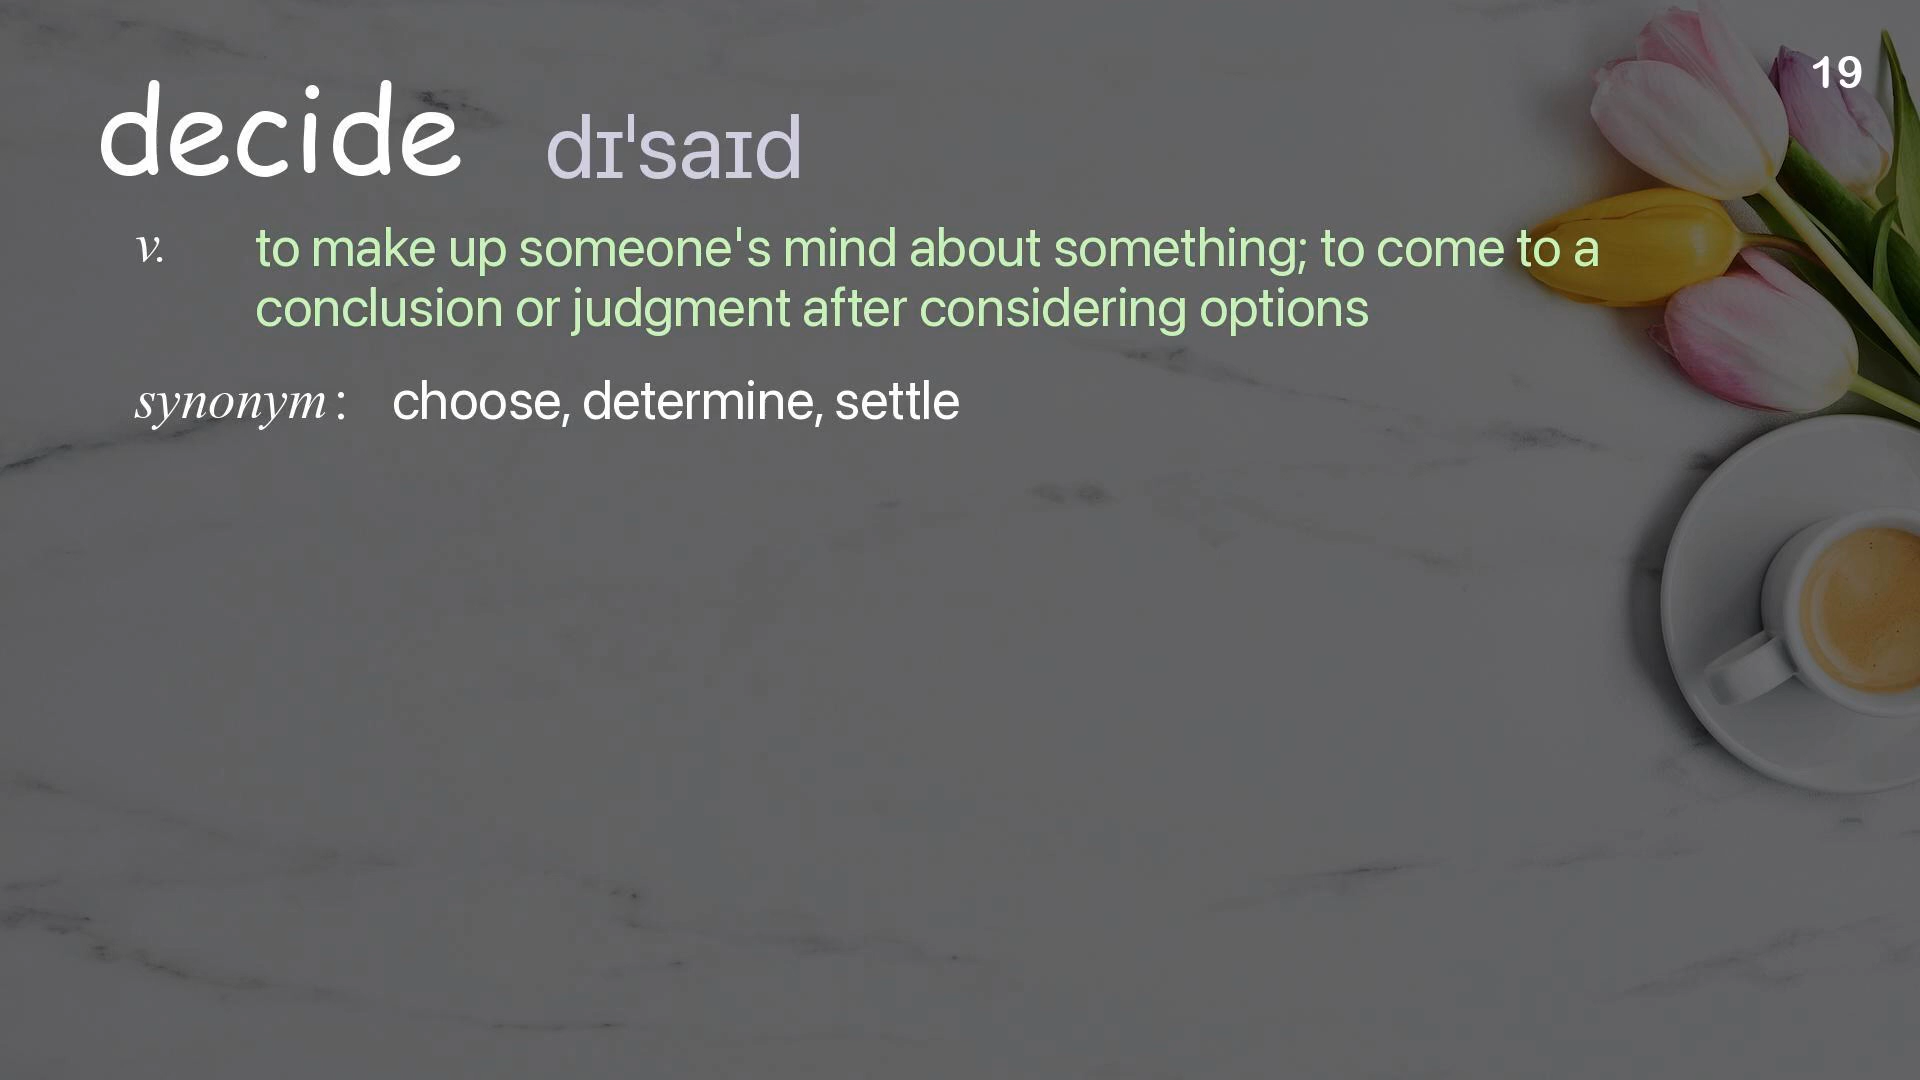 19
decide dɪˈsaɪd
v. to make up someone's mind about something; to come to a
conclusion or judgment after considering options
synonym: choose, determine, settle